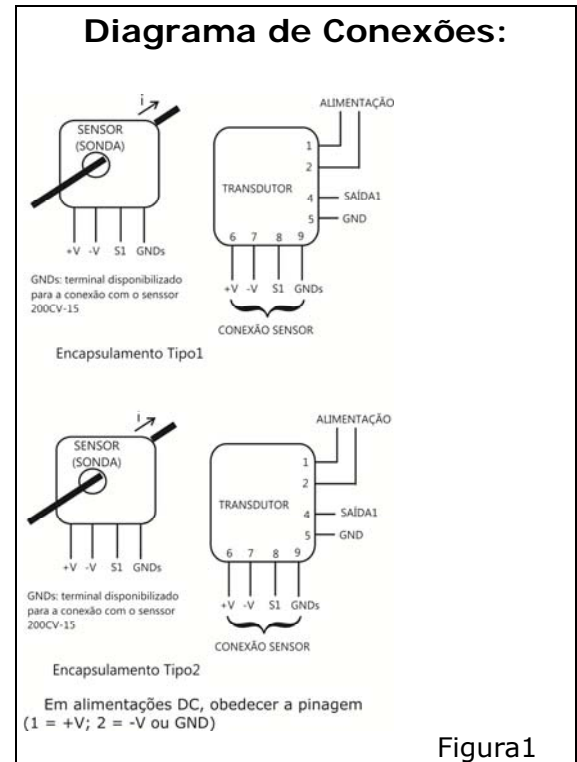 Diagrama de Conexões:
i
SENSOR
(SONDA)
+V -V S1 GNDs
GNDs: terminal disponibilizado
para a conexão com o senssor
200CV-15
ALIMENTAÇÃO
1
2
TRANSDUTOR
4 SAÍDA1
5 GND
6 7 8 9
+V -V S1 GNDs
CONEXÃO SENSOR
Encapsulamento Tipo1
i
SENSOR
(SONDA)
+V -V S1 GNDs
GNDs: terminal disponibilizado
para a conexão com o senssor
200CV-15
ALIMENTAÇÃO
1
2
TRANSDUTOR
4 SAÍDA1
5 GND
6 7 8 9
+V -V S1 GNDs
CONEXÃO SENSOR
Encapsulamento Tipo2
Em alimentações DC, obedecer a pinagem
(1 = +V; 2 = -V ou GND)
Figura1